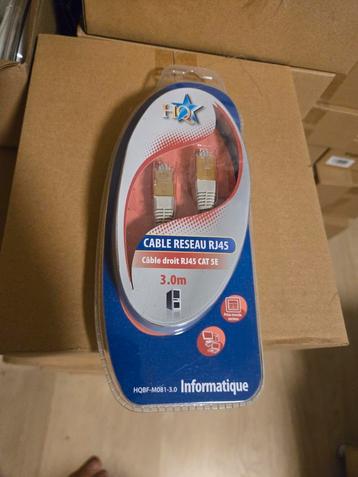 HQ
CABLE RESEAU RJ45
Câble droit RJ45 CAT 5E
3.0m
HQBF-M081-3.0 Informatique